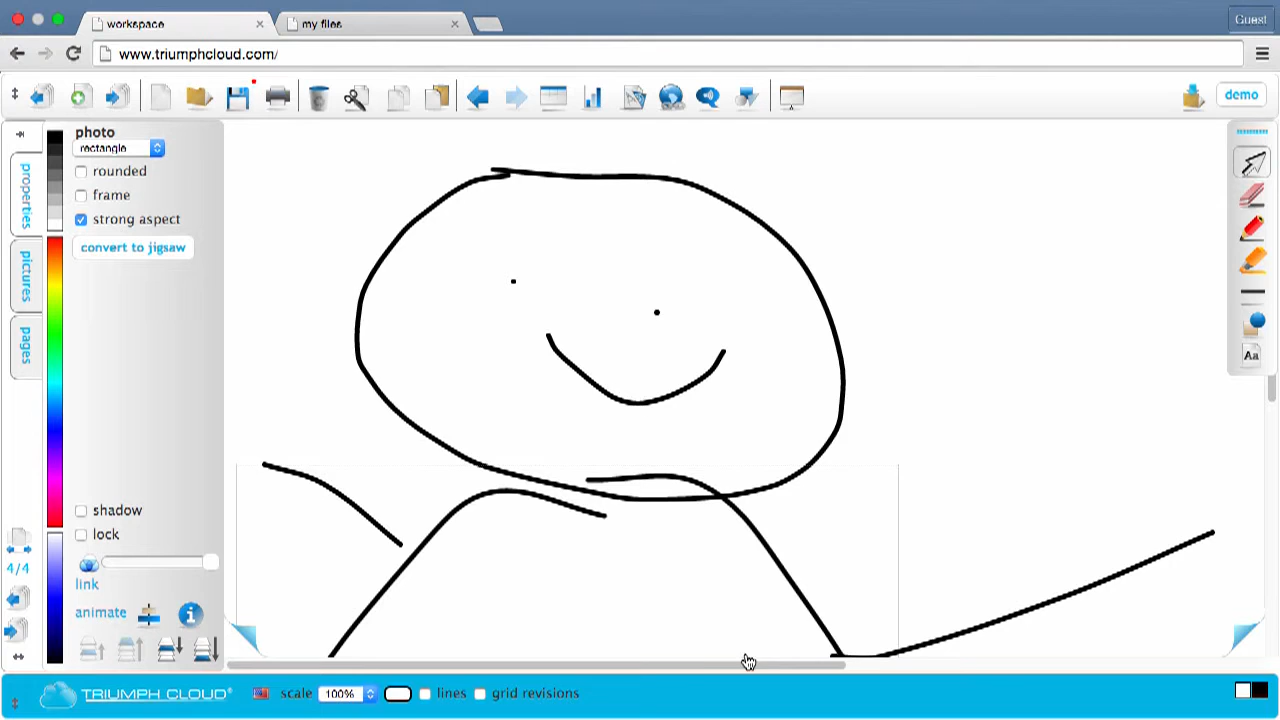 workspace
my files
Guest
www.triumphcloud.com/
demo
properties
pictures
pages
photo
rectangle
rounded
frame
strong aspect
convert to jigsaw
shadow
lock
link
animate
4/4
Aa
TRIUMPH CLOUD
scale 100% lines grid revisions